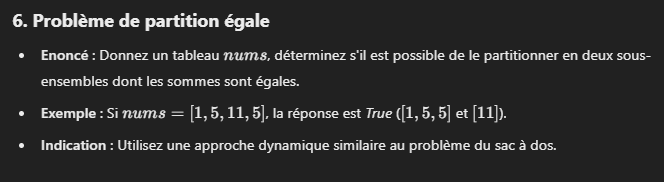 6. Problème de partition égale
• Enoncé : Donnez un tableau nums, déterminez s'il est possible de le partitionner en deux sous-
ensembles dont les sommes sont égales.
• Exemple : Si nums = [1, 5, 11, 5], la réponse est True ([1, 5, 5] et [11]).
• Indication : Utilisez une approche dynamique similaire au problème du sac à dos.